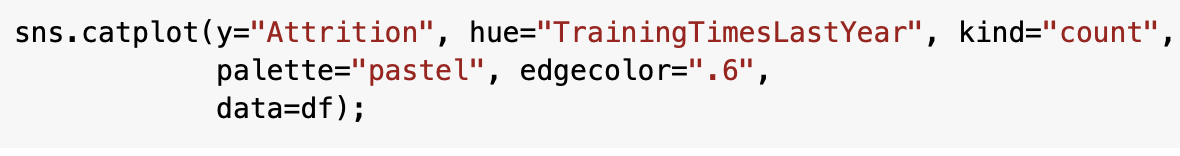 sns.catplot(y="Attrition", hue="TrainingTimesLastYear", kind="count",
            palette="pastel", edgecolor=".6",
            data=df);